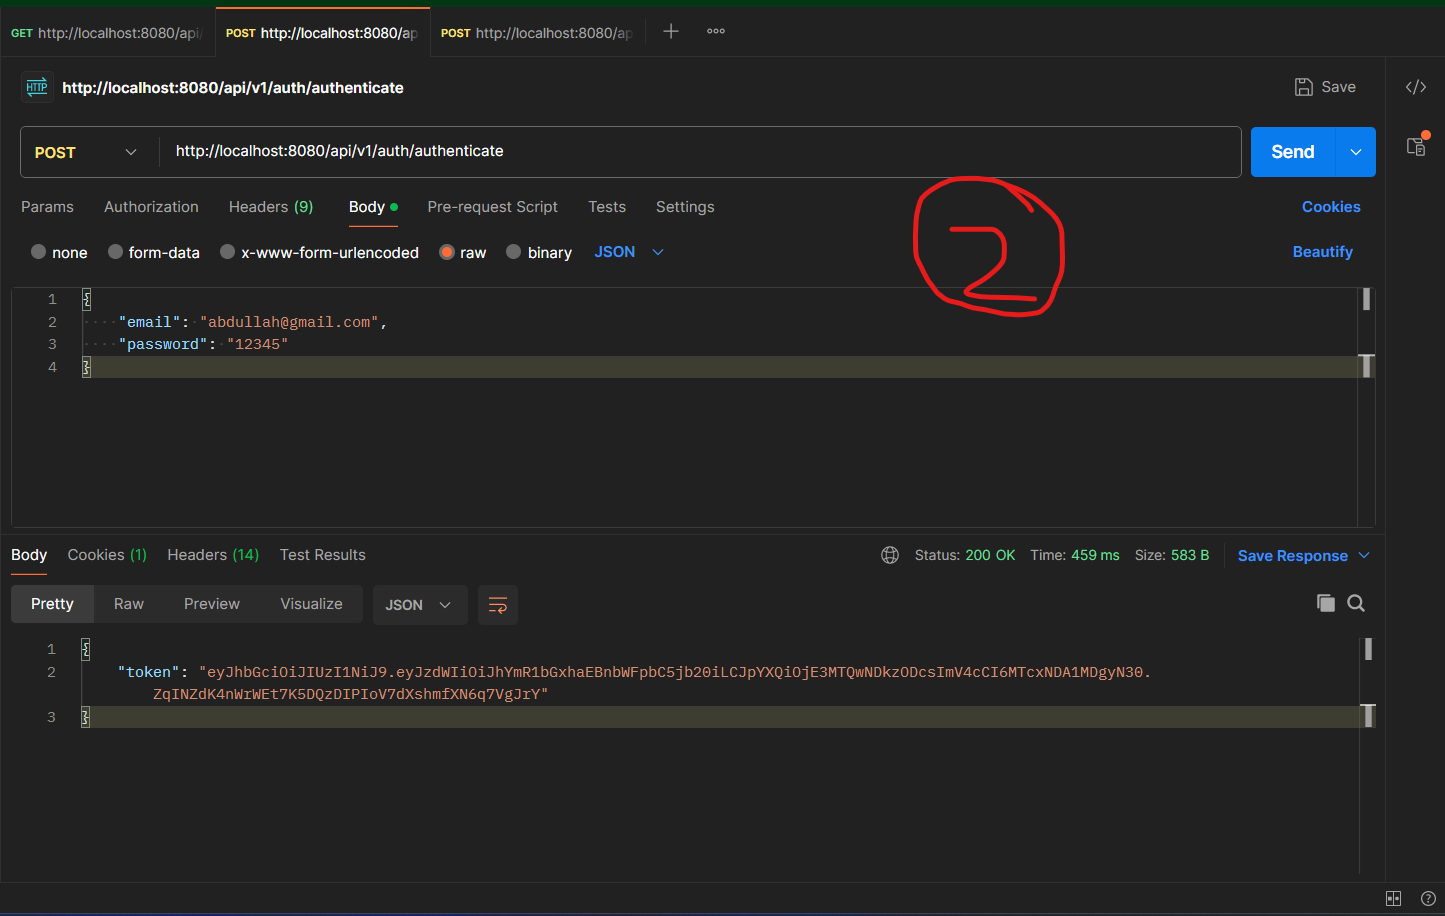 GET http://localhost:8080/api/
POST http://localhost:8080/ap
POST http://localhost:8080/ap
HTTP http://localhost:8080/api/v1/auth/authenticate
Save
</>
POST http://localhost:8080/api/v1/auth/authenticate
Send
Params Authorization Headers (9) Body Pre-request Script Tests Settings
Cookies
none form-data x-www-form-urlencoded raw binary JSON
Beautify
2
1 {
2 "email": "abdullah@gmail.com",
3 "password": "12345"
4 }
Body Cookies (1) Headers (14) Test Results
Status: 200 OK Time: 459 ms Size: 583 B
Save Response
Pretty Raw Preview Visualize JSON
1 {
2 "token": "eyJhbGciOiJIUzI1NiJ9.eyJzdWIiOiJhYmR1bGxhaEBnbWFpbC5jb20iLCJpYXQiOjE3MTQwNDkzODcsImV4cCI6MTcxNDA1MDgyN30.
ZqINZdK4nWrWEt7K5DQzDIPIoV7dXshmfXN6q7VgJrY"
3 }